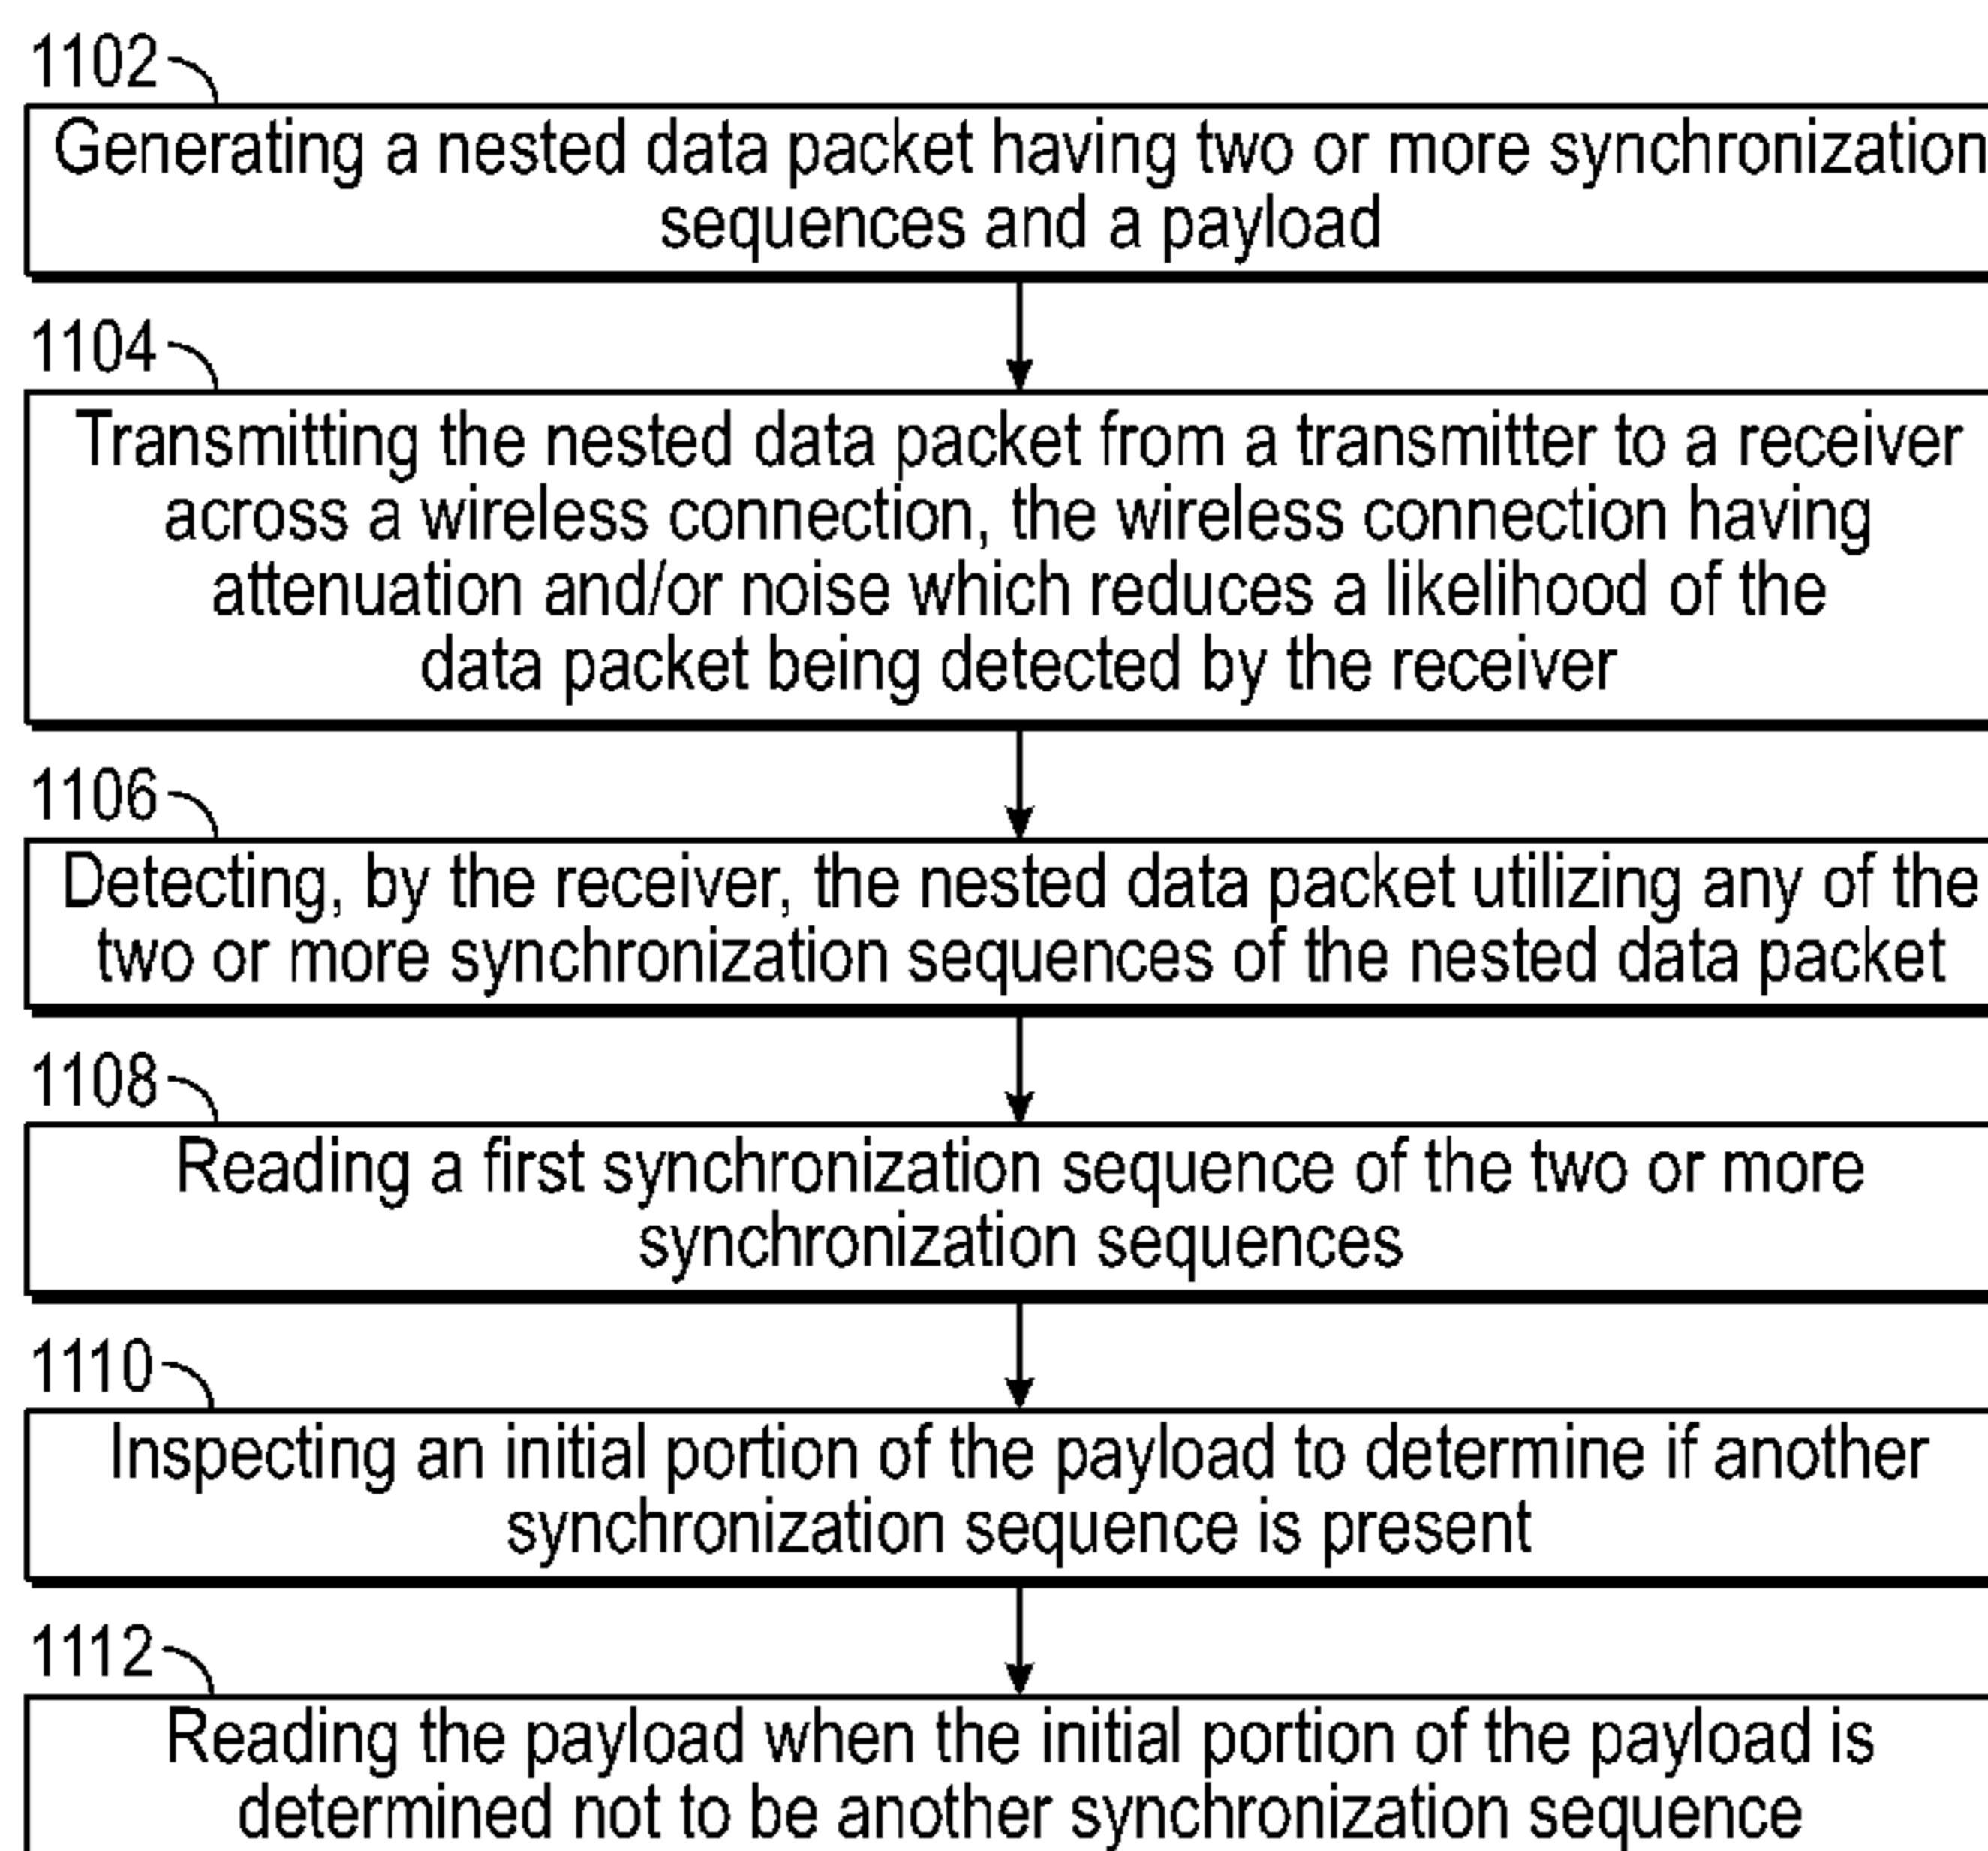 1102
Generating a nested data packet having two or more synchronization
sequences and a payload
1104
Transmitting the nested data packet from a transmitter to a receiver
across a wireless connection, the wireless connection having
attenuation and/or noise which reduces a likelihood of the
data packet being detected by the receiver
1106
Detecting, by the receiver, the nested data packet utilizing any of the
two or more synchronization sequences of the nested data packet
1108
Reading a first synchronization sequence of the two or more
synchronization sequences
1110
Inspecting an initial portion of the payload to determine if another
synchronization sequence is present
1112
Reading the payload when the initial portion of the payload is
determined not to be another synchronization sequence